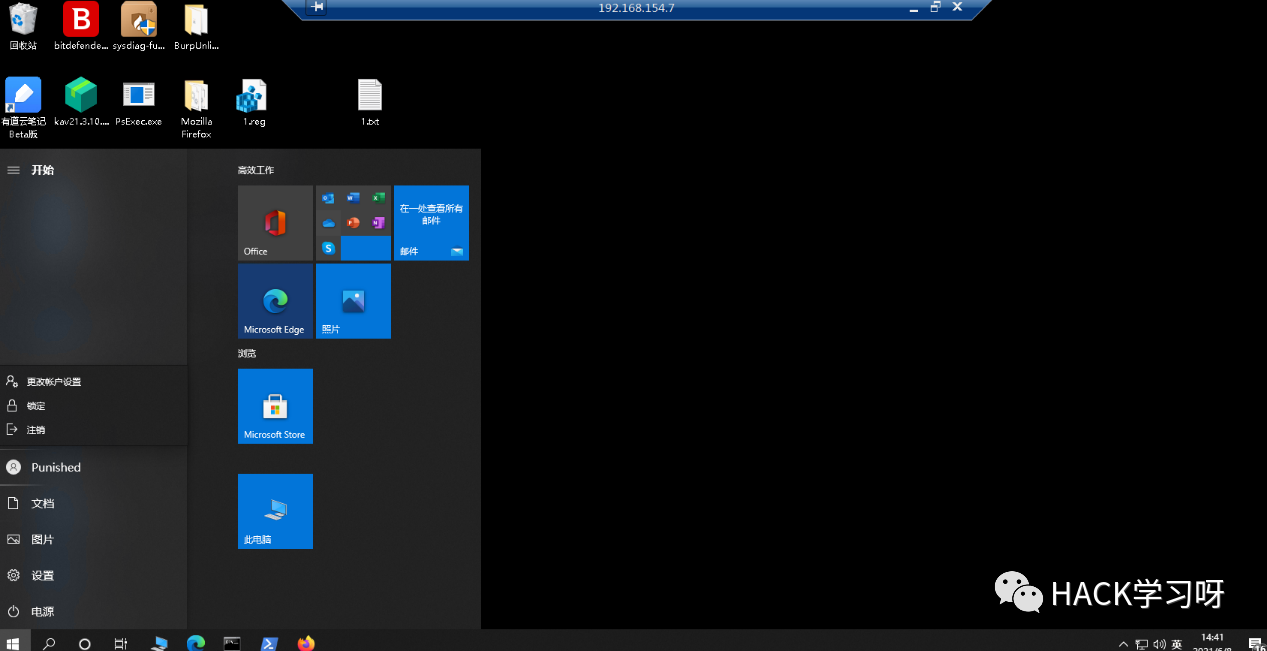 192.168.154.7
回收站
bitdefende...
sysdiag-fu...
BurpUnli...
有道云笔记
Beta版
kav21.3.10....
PsExec.exe
Mozilla
Firefox
1.reg
1.txt
开始
高效工作
Office
在一处查看所有
邮件
邮件
Microsoft Edge
照片
浏览
Microsoft Store
此电脑
更改帐户设置
锁定
注销
Punished
文档
图片
设置
电源
HACK学习呀
英
14:41